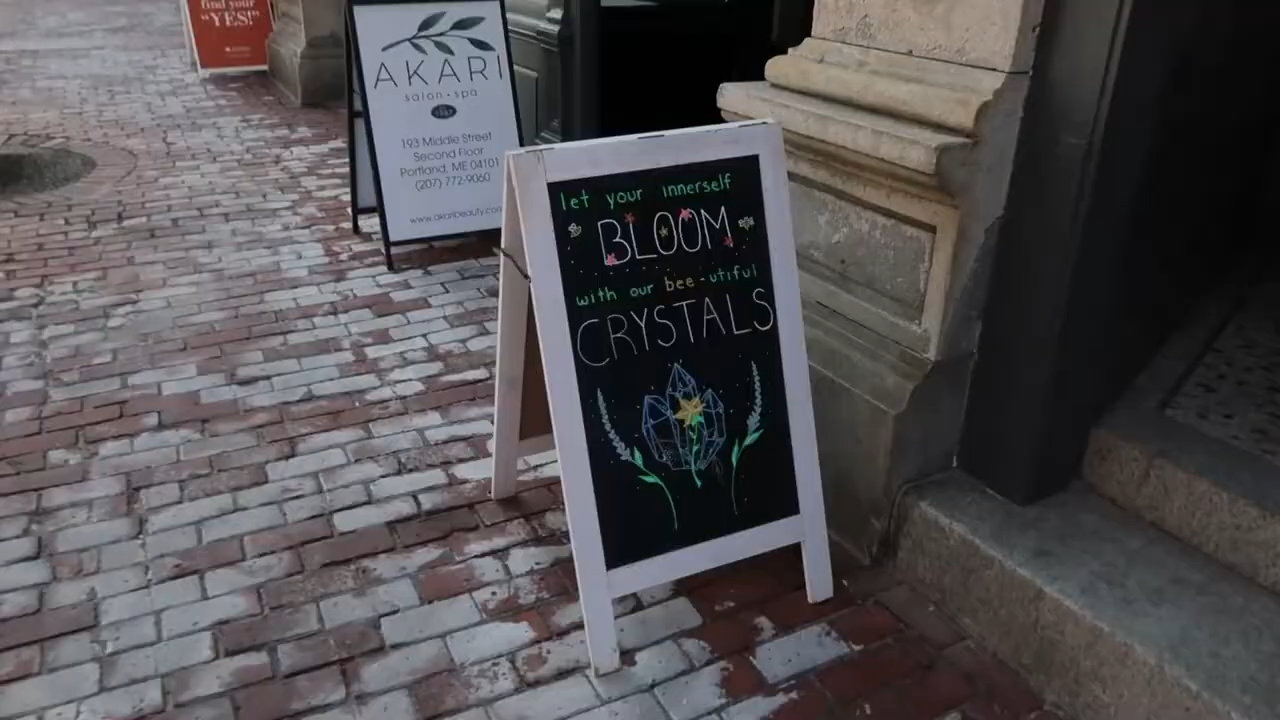 find your
"YES!"
AKARI
salon • spa
193 Middle Street
Second Floor
Portland, ME 04101
(207) 772-9060
www.akaribeauty.com
let your innerself
BLOOM
with our bee-utiful
CRYSTALS